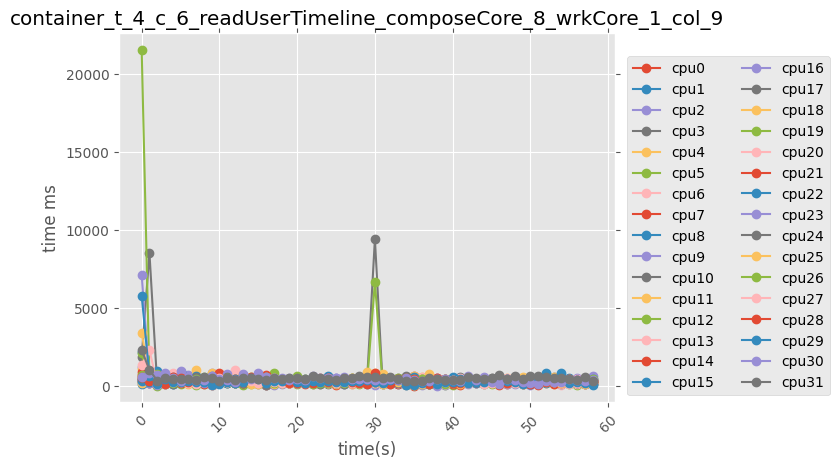 container_t_4_c_6_readUserTimeline_composeCore_8_wrkCore_1_col_9
time ms
20000
15000
10000
5000
0
0
10
20
30
40
50
60
time(s)
cpu0
cpu1
cpu2
cpu3
cpu4
cpu5
cpu6
cpu7
cpu8
cpu9
cpu10
cpu11
cpu12
cpu13
cpu14
cpu15
cpu16
cpu17
cpu18
cpu19
cpu20
cpu21
cpu22
cpu23
cpu24
cpu25
cpu26
cpu27
cpu28
cpu29
cpu30
cpu31